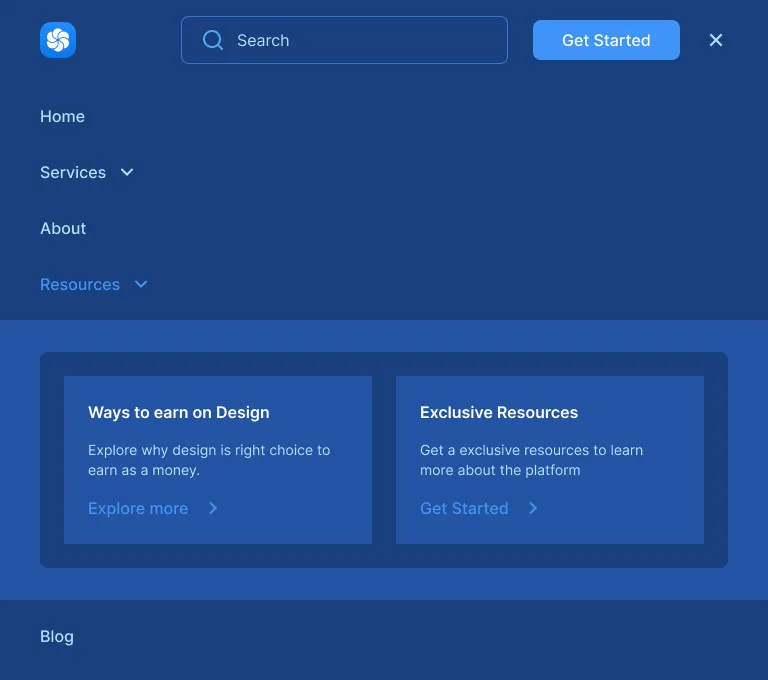 Search
Get Started
Home
Services
About
Resources
Ways to earn on Design
Explore why design is right choice to
earn as a money.
Explore more
Exclusive Resources
Get a exclusive resources to learn
more about the platform
Get Started
Blog